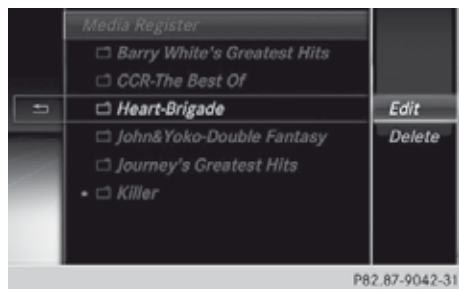 Media Register
Barry White's Greatest Hits
CCR-The Best Of
Heart-Brigade
Edit
John&Yoko-Double Fantasy
Delete
Journey's Greatest Hits
Killer
P82.87-9042-31